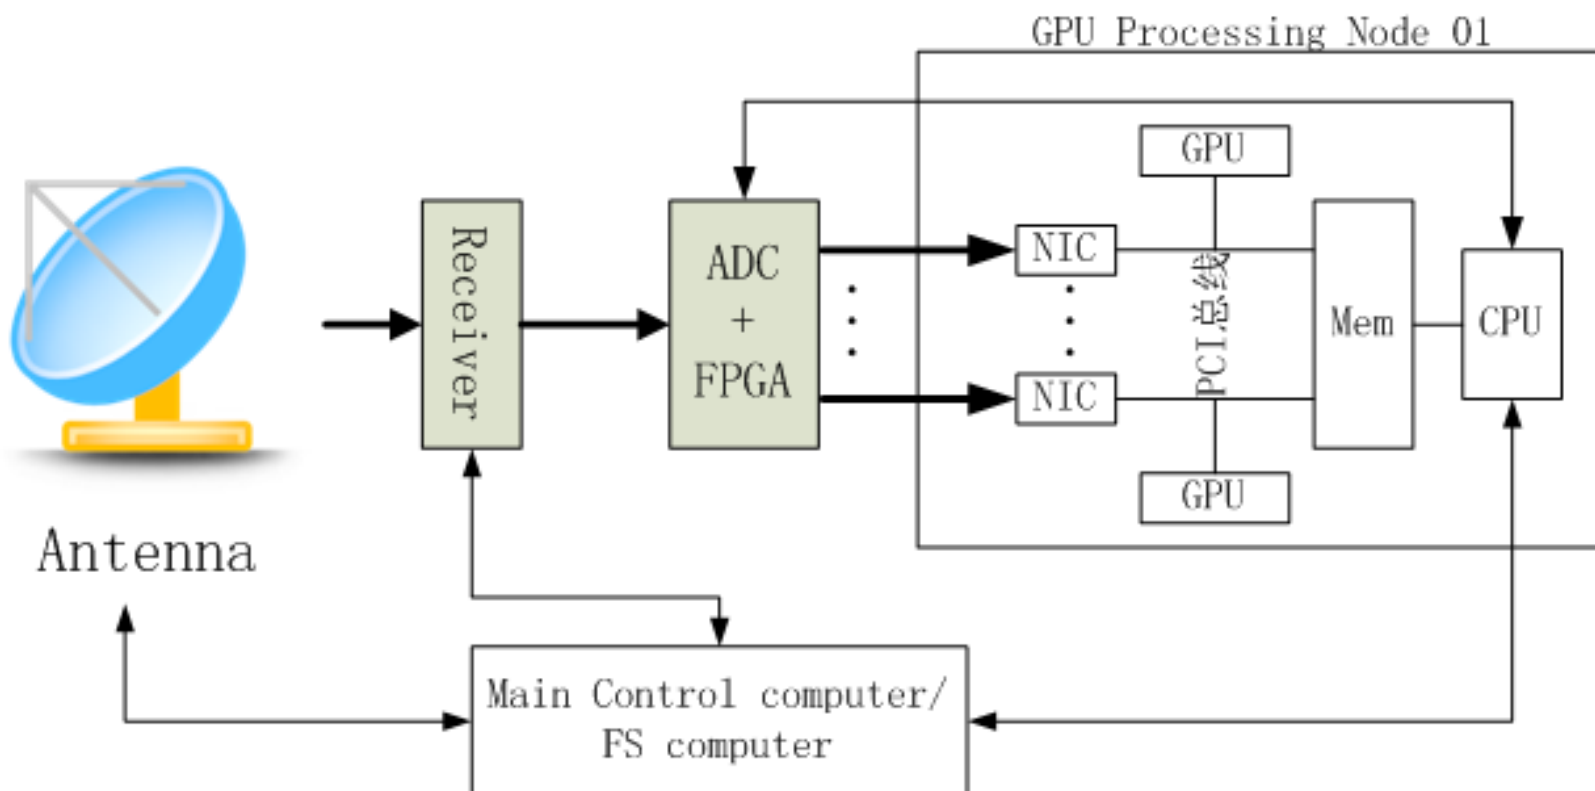 GPU Processing Node 01
GPU
Receiver
ADC
+
FPGA
NIC
PCI总线
Mem
CPU
NIC
GPU
Antenna
Main Control computer/
FS computer